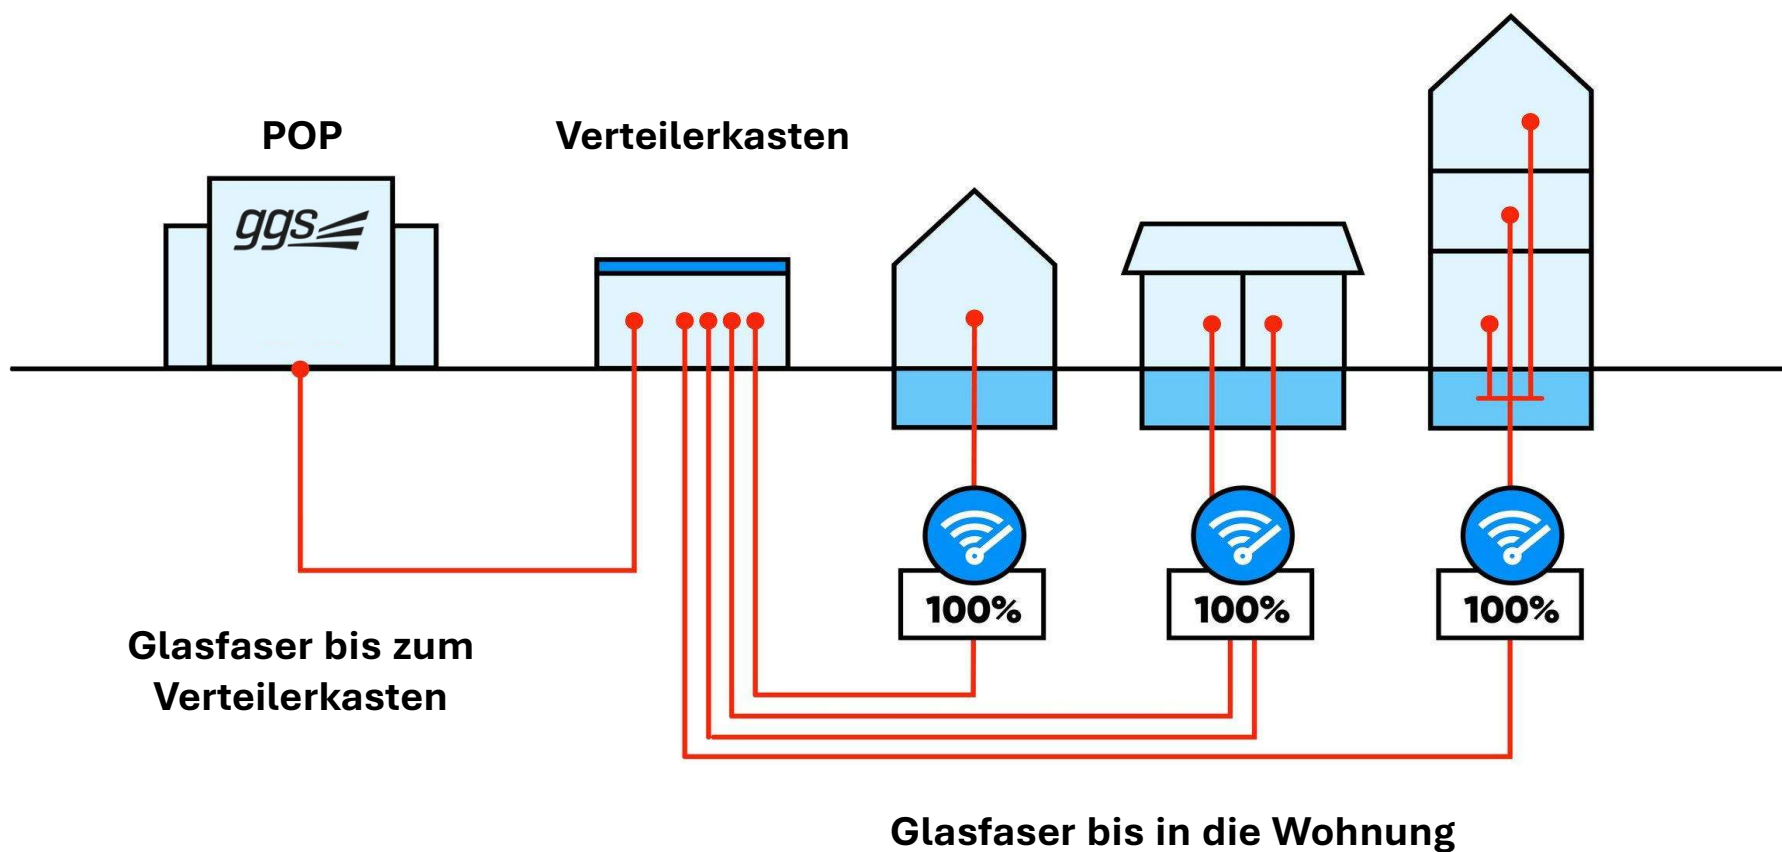 POP
Verteilerkasten
ggs
100%
100%
100%
Glasfaser bis zum
Verteilerkasten
Glasfaser bis in die Wohnung